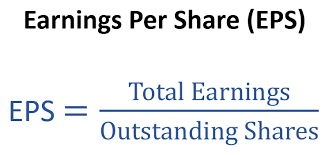 Earnings Per Share (EPS)
EPS = Total Earnings
Outstanding Shares